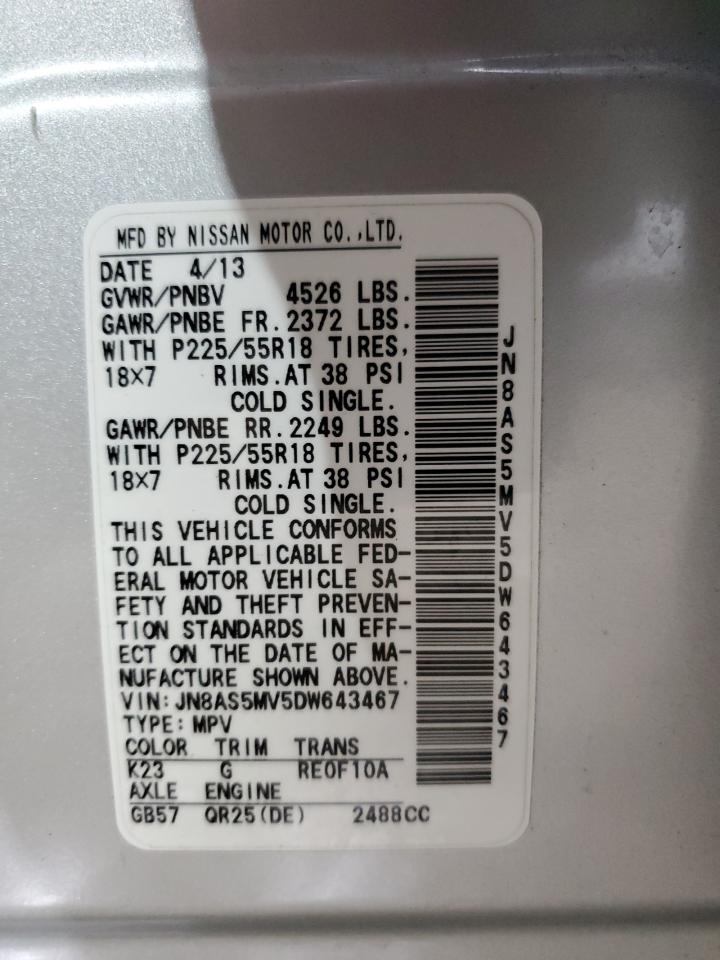 MFD BY NISSAN MOTOR CO.,LTD.
DATE 4/13
GVWR/PNBV 4526 LBS.
GAWR/PNBE FR.2372 LBS.
WITH P225/55R18 TIRES,
18×7 RIMS.AT 38 PSI
COLD SINGLE.
GAWR/PNBE RR.2249 LBS.
WITH P225/55R18 TIRES,
18×7 RIMS.AT 38 PSI
COLD SINGLE.
THIS VEHICLE CONFORMS
TO ALL APPLICABLE FED-
ERAL MOTOR VEHICLE SA-
FETY AND THEFT PREVEN-
TION STANDARDS IN EFF-
ECT ON THE DATE OF MA-
NUFACTURE SHOWN ABOVE.
VIN:JN8AS5MV5DW643467
TYPE:MPV
COLOR TRIM TRANS
K23 G RE0F10A
AXLE ENGINE
GB57 QR25(DE) 2488CC
JN8AS5MV5DW643467